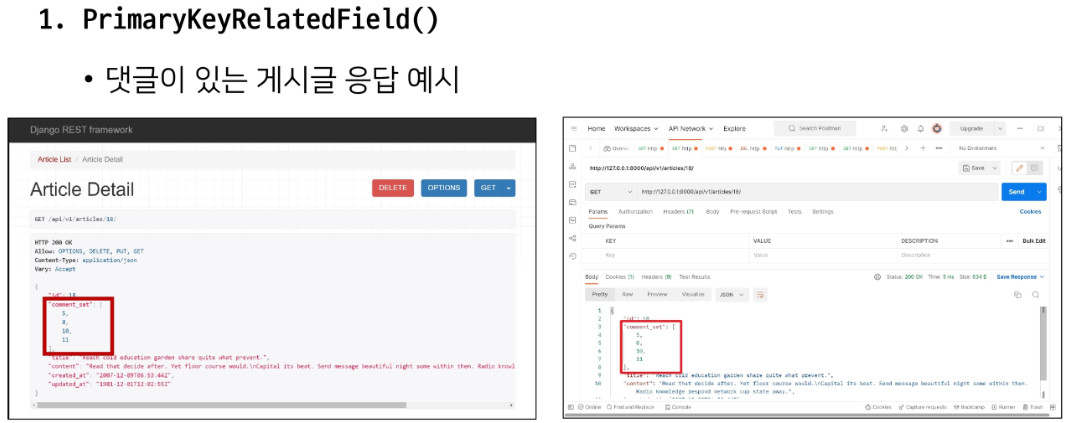 1. PrimaryKeyRelatedField()
• 댓글이 있는 게시글 응답 예시
Django REST framework
Article List / Article Detail
Article Detail
DELETE
OPTIONS
GET
GET /api/v1/articles/18/
HTTP 200 OK
Allow: OPTIONS, DELETE, PUT, GET
Content-Type: application/json
Vary: Accept
{
"id": 18,
"comment_set": [
5,
8,
10,
11
],
"title": "Reach cold education garden share quite what prevent.",
"content": "Read that decide after. Yet floor course would.\nCapital its beat. Send message beautiful night some within then. Radio knowl
"created_at": "2007-12-09T06:53:44Z",
"updated_at": "1981-12-01T12:02:55Z"
}
Home Workspaces API Network Explore
Search Postman
Upgrade
No Environment
http://127.0.0.1:8000/api/v1/articles/18/
Save
GET http://127.0.0.1:8000/api/v1/articles/18/
Send
Params Authorization Headers (7) Body Pre-request Script Tests Settings
Cookies
Query Params
KEY VALUE DESCRIPTION ••• Bulk Edit
Key Value Description
Body Cookies (1) Headers (8) Test Results
Status: 200 OK Time: 5 ms Size: 634 B Save Response
Pretty Raw Preview Visualize JSON
1 {
2 "id": 18,
3 "comment_set": [
4 5,
5 8,
6 10,
7 11
8 ],
9 "title": "Reach cold education garden share quite what prevent.",
10 "content": "Read that decide after. Yet floor course would.\nCapital its beat. Send message beautiful night some within then.
Radio knowledge respond network cup state away.",
Online Find and Replace Console
Cookies Capture requests Bootcamp Runner Trash